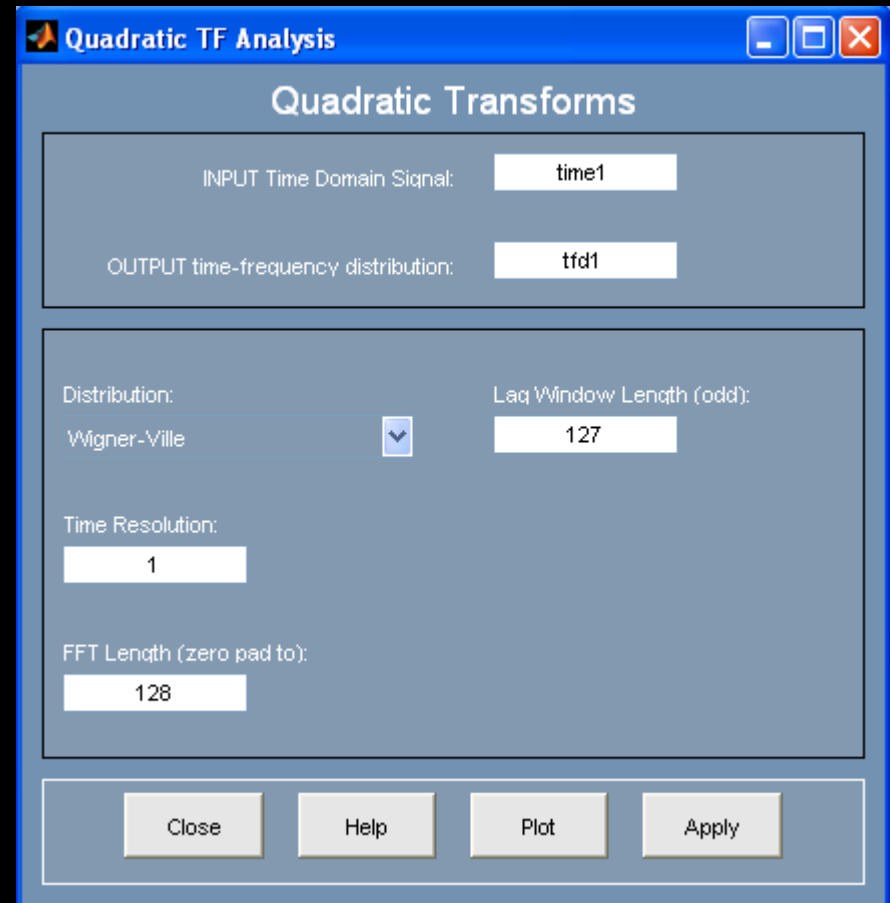 Quadratic TF Analysis
Quadratic Transforms
INPUT Time Domain Signal: time1
OUTPUT time-frequency distribution: tfd1
Distribution: Lag Window Length (odd):
Wigner-Ville 127
Time Resolution:
1
FFT Length (zero pad to):
128
Close Help Plot Apply